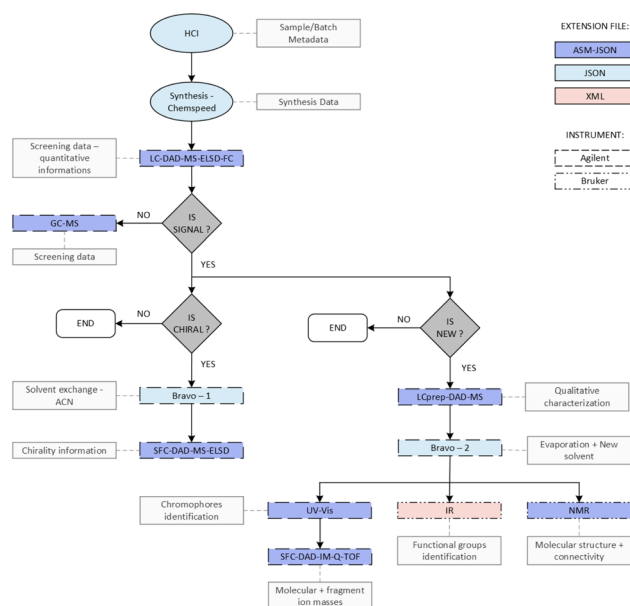 HCI
Sample/Batch
Metadata
EXTENSION FILE:
ASM-JSON
JSON
XML
INSTRUMENT:
Agilent
Bruker
Synthesis -
Chemspeed
Synthesis Data
Screening data –
quantitative
informations
LC-DAD-MS-ELSD-FC
IS
SIGNAL ?
NO
GC-MS
Screening data
YES
IS
CHIRAL ?
NO
END
YES
IS
NEW ?
NO
END
YES
Solvent exchange -
ACN
Bravo – 1
Chirality information
SFC-DAD-MS-ELSD
LCprep-DAD-MS
Qualitative
characterization
Bravo – 2
Evaporation + New
solvent
Chromophores
identification
UV-Vis
IR
NMR
Functional groups
identification
Molecular structure +
connectivity
SFC-DAD-IM-Q-TOF
Molecular + fragment
ion masses